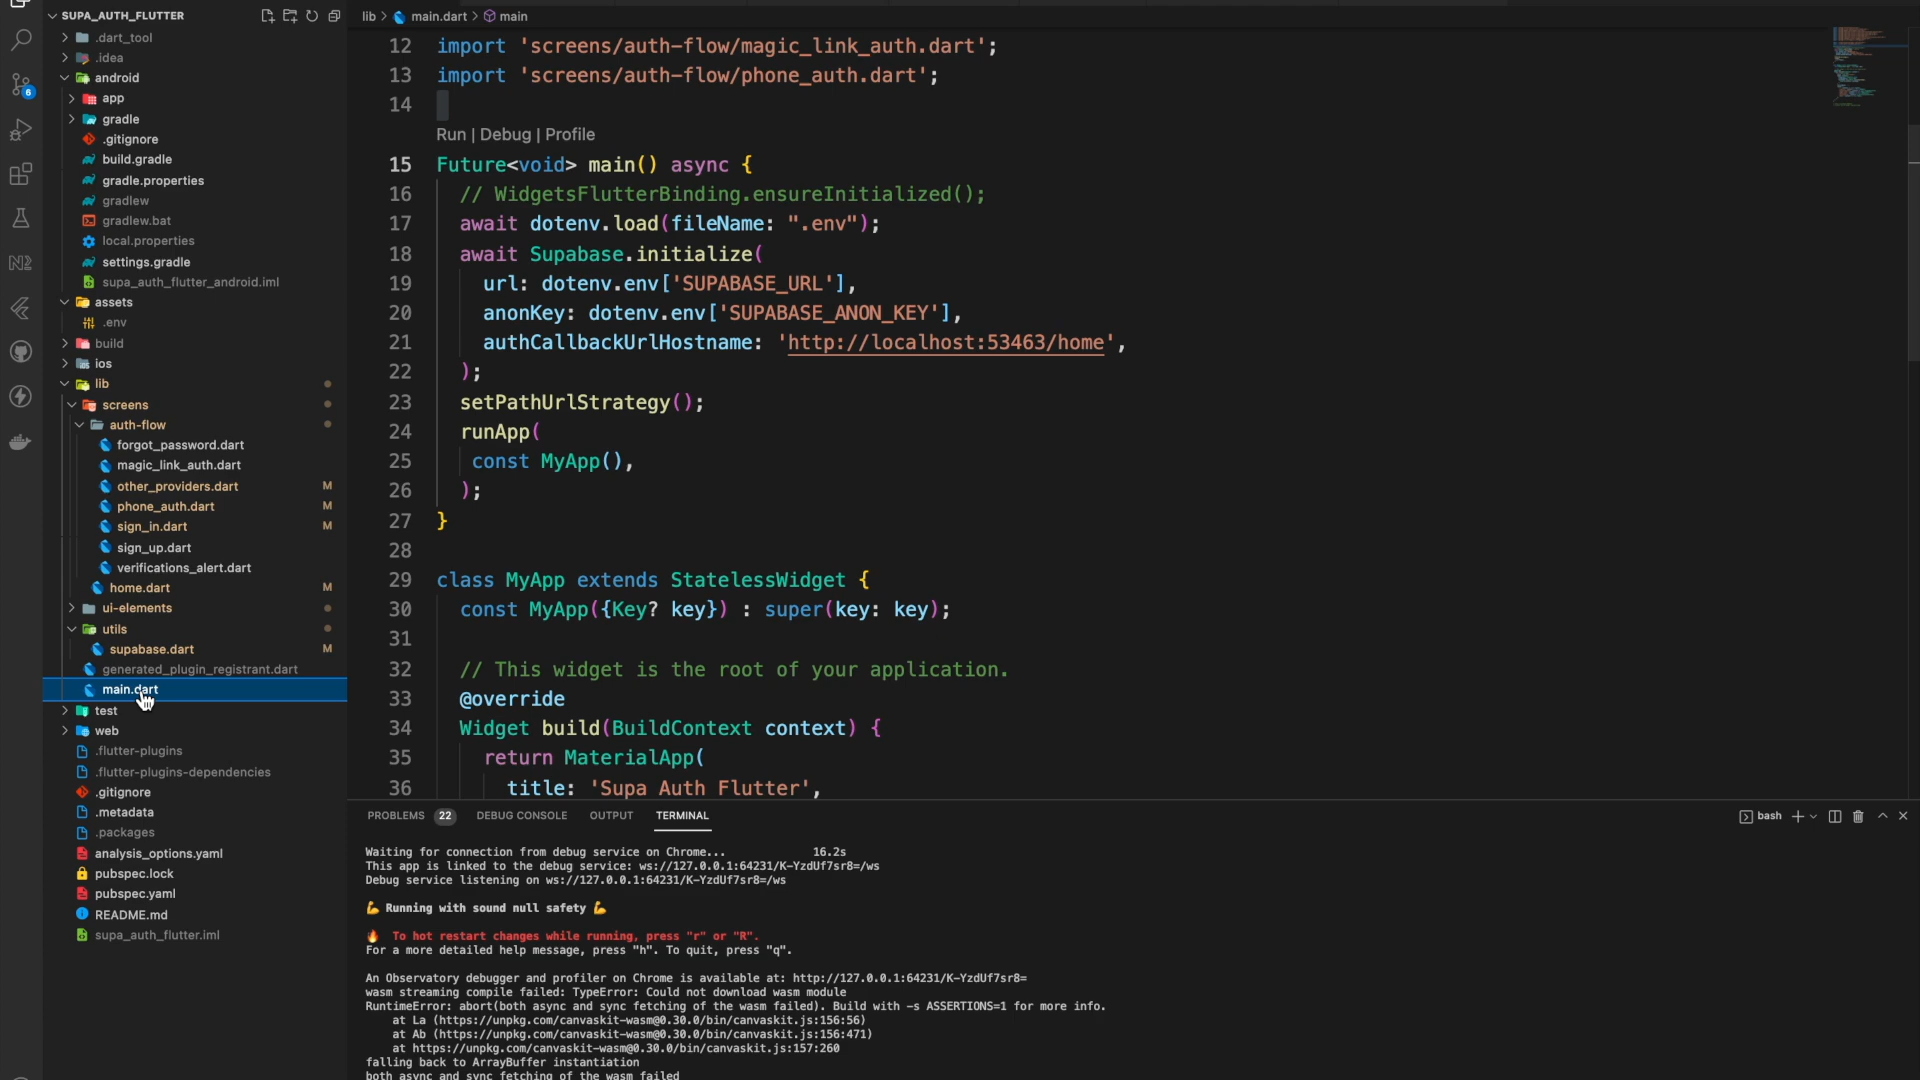 SUPA_AUTH_FLUTTER
.dart_tool
.idea
android
app
gradle
.gitignore
build.gradle
gradle.properties
gradlew
gradlew.bat
local.properties
settings.gradle
supa_auth_flutter_android.iml
assets
.env
build
ios
lib
screens
auth-flow
forgot_password.dart
magic_link_auth.dart
other_providers.dart M
phone_auth.dart M
sign_in.dart M
sign_up.dart
verifications_alert.dart
home.dart M
ui-elements
utils
supabase.dart M
generated_plugin_registrant.dart
main.dart
test
web
.flutter-plugins
.flutter-plugins-dependencies
.gitignore
.metadata
.packages
analysis_options.yaml
pubspec.lock
pubspec.yaml
README.md
supa_auth_flutter.iml
6
N2
lib > main.dart > main
12 import 'screens/auth-flow/magic_link_auth.dart';
13 import 'screens/auth-flow/phone_auth.dart';
14
Run | Debug | Profile
15 Future<void> main() async {
16 // WidgetsFlutterBinding.ensureInitialized();
17 await dotenv.load(fileName: ".env");
18 await Supabase.initialize(
19 url: dotenv.env['SUPABASE_URL'],
20 anonKey: dotenv.env['SUPABASE_ANON_KEY'],
21 authCallbackUrlHostname: 'http://localhost:53463/home',
22 );
23 setPathUrlStrategy();
24 runApp(
25 const MyApp(),
26 );
27 }
28
29 class MyApp extends StatelessWidget {
30 const MyApp({Key? key}) : super(key: key);
31
32 // This widget is the root of your application.
33 @override
34 Widget build(BuildContext context) {
35 return MaterialApp(
36 title: 'Supa Auth Flutter',
PROBLEMS 22 DEBUG CONSOLE OUTPUT TERMINAL bash
Waiting for connection from debug service on Chrome... 16.2s
This app is linked to the debug service: ws://127.0.0.1:64231/K-YzdUf7sr8=/ws
Debug service listening on ws://127.0.0.1:64231/K-YzdUf7sr8=/ws
💪 Running with sound null safety 💪
🔥 To hot restart changes while running, press "r" or "R".
For a more detailed help message, press "h". To quit, press "q".
An Observatory debugger and profiler on Chrome is available at: http://127.0.0.1:64231/K-YzdUf7sr8=
wasm streaming compile failed: TypeError: Could not download wasm module
RuntimeError: abort(both async and sync fetching of the wasm failed). Build with -s ASSERTIONS=1 for more info.
at La (https://unpkg.com/canvaskit-wasm@0.30.0/bin/canvaskit.js:156:56)
at Ab (https://unpkg.com/canvaskit-wasm@0.30.0/bin/canvaskit.js:156:471)
at https://unpkg.com/canvaskit-wasm@0.30.0/bin/canvaskit.js:157:260
falling back to ArrayBuffer instantiation
both async and sync fetching of the wasm failed